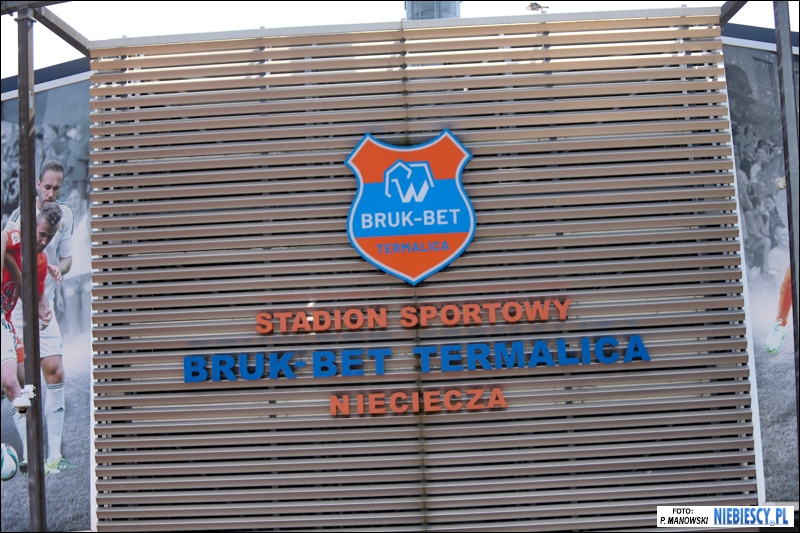 BRUK-BET
TERMALICA
STADION SPORTOWY
BRUK-BET TERMALICA
NIECIECZA
FOTO:
P. MANOWSKI NIEBIESCY.PL